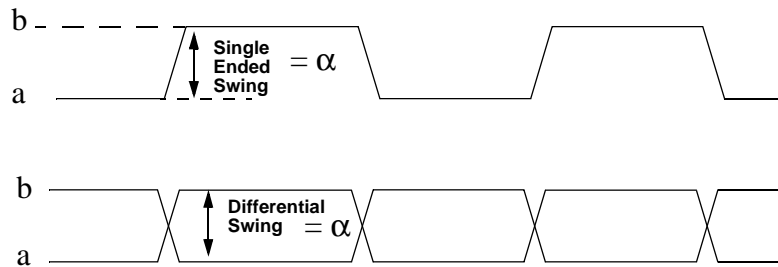 b
Single
Ended
Swing
= α
a
b
Differential
Swing
= α
a